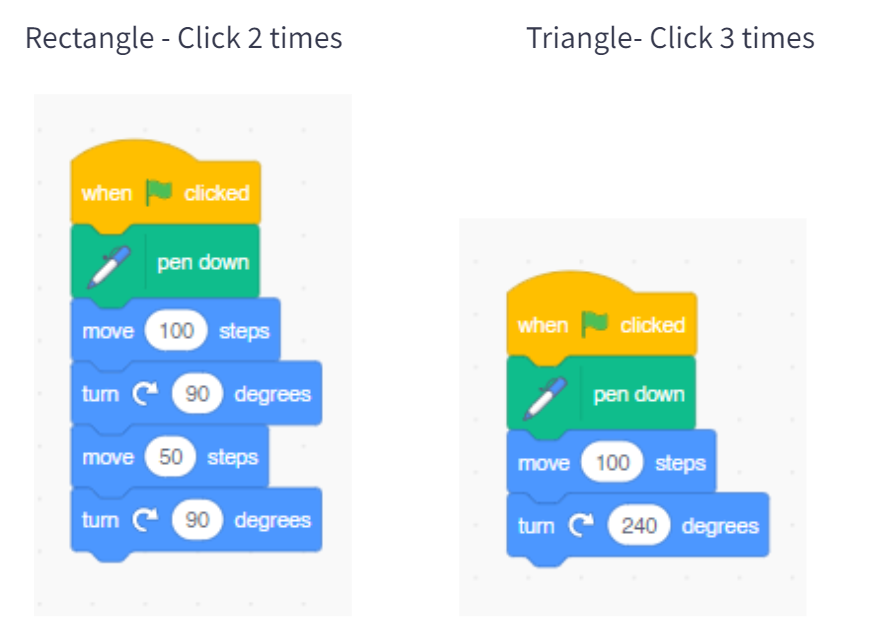 Rectangle - Click 2 times
when clicked
pen down
move 100 steps
turn 90 degrees
move 50 steps
turn 90 degrees
Triangle- Click 3 times
when clicked
pen down
move 100 steps
turn 240 degrees